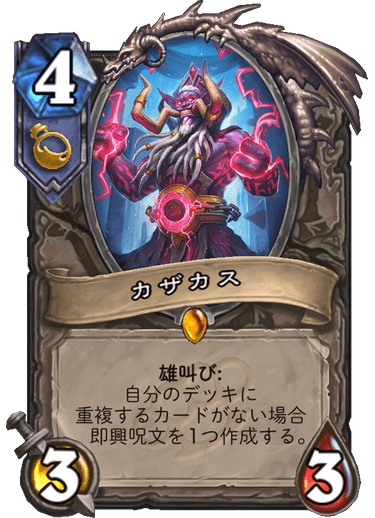 4
カザカス
雄叫び:
自分のデッキに
重複するカードがない場合
即興呪文を1つ作成する。
3
3